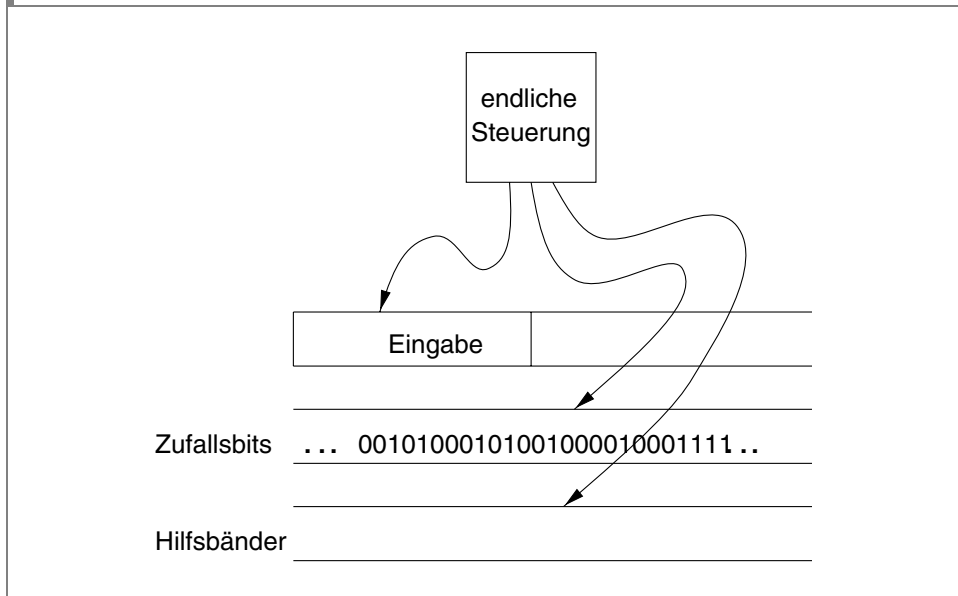 endliche
Steuerung
Eingabe
Zufallsbits ... 00101000101001000010001111...
Hilfsbänder